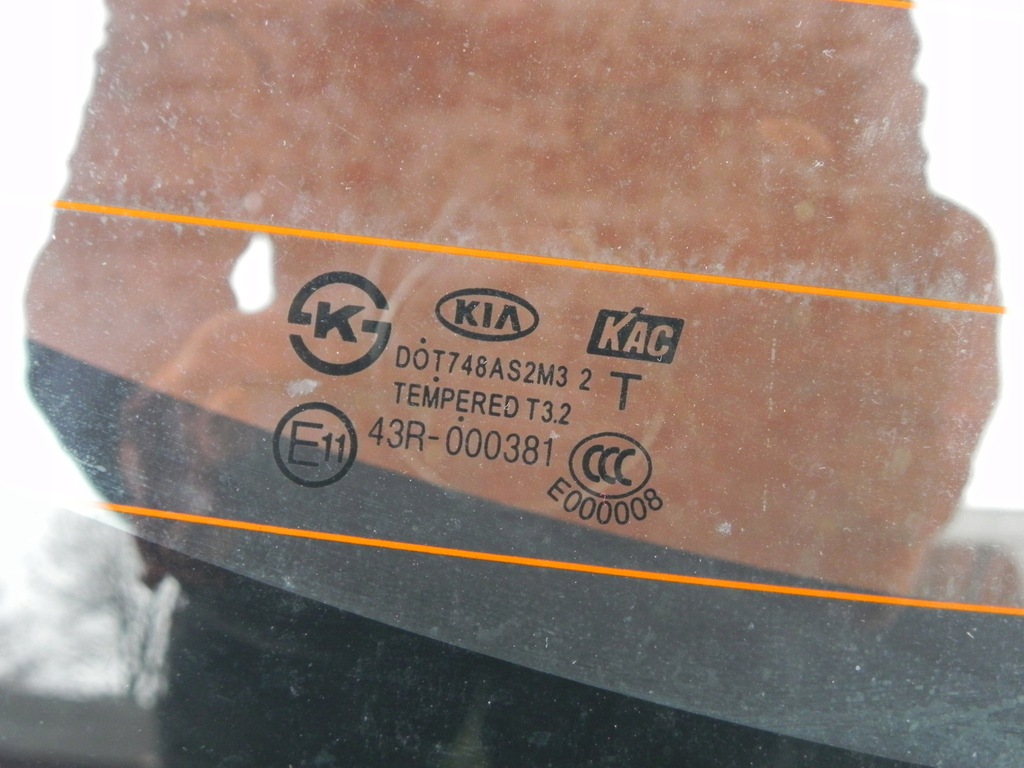 K
KIA
KAC
DOT748AS2M3 2
T
TEMPERED T3.2
E11
43R-000381
CCC
E000008